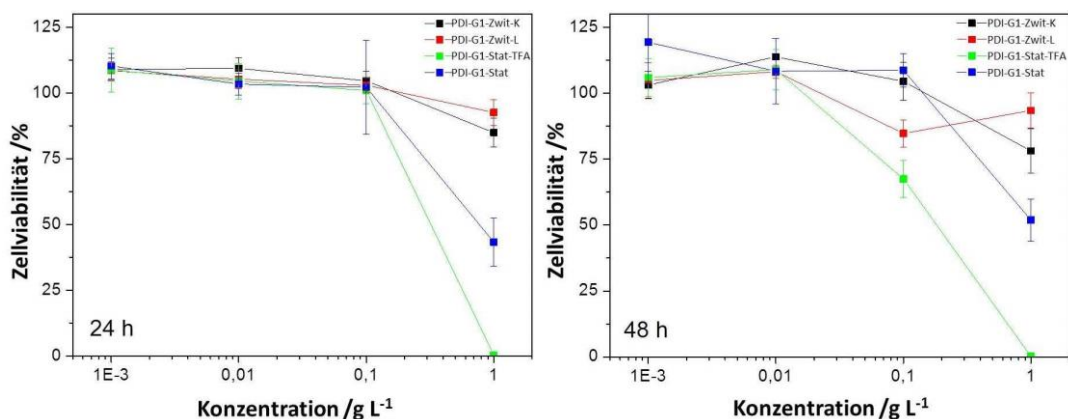 125
100
75
50
25
0
Zellviabilität /%
PDI-G1-Zwit-K
PDI-G1-Zwit-L
PDI-G1-Stat-TFA
PDI-G1-Stat
24 h
1E-3
0,01
0,1
1
Konzentration /g L⁻¹
125
100
75
50
25
0
Zellviabilität /%
PDI-G1-Zwit-K
PDI-G1-Zwit-L
PDI-G1-Stat-TFA
PDI-G1-Stat
48 h
1E-3
0,01
0,1
1
Konzentration /g L⁻¹